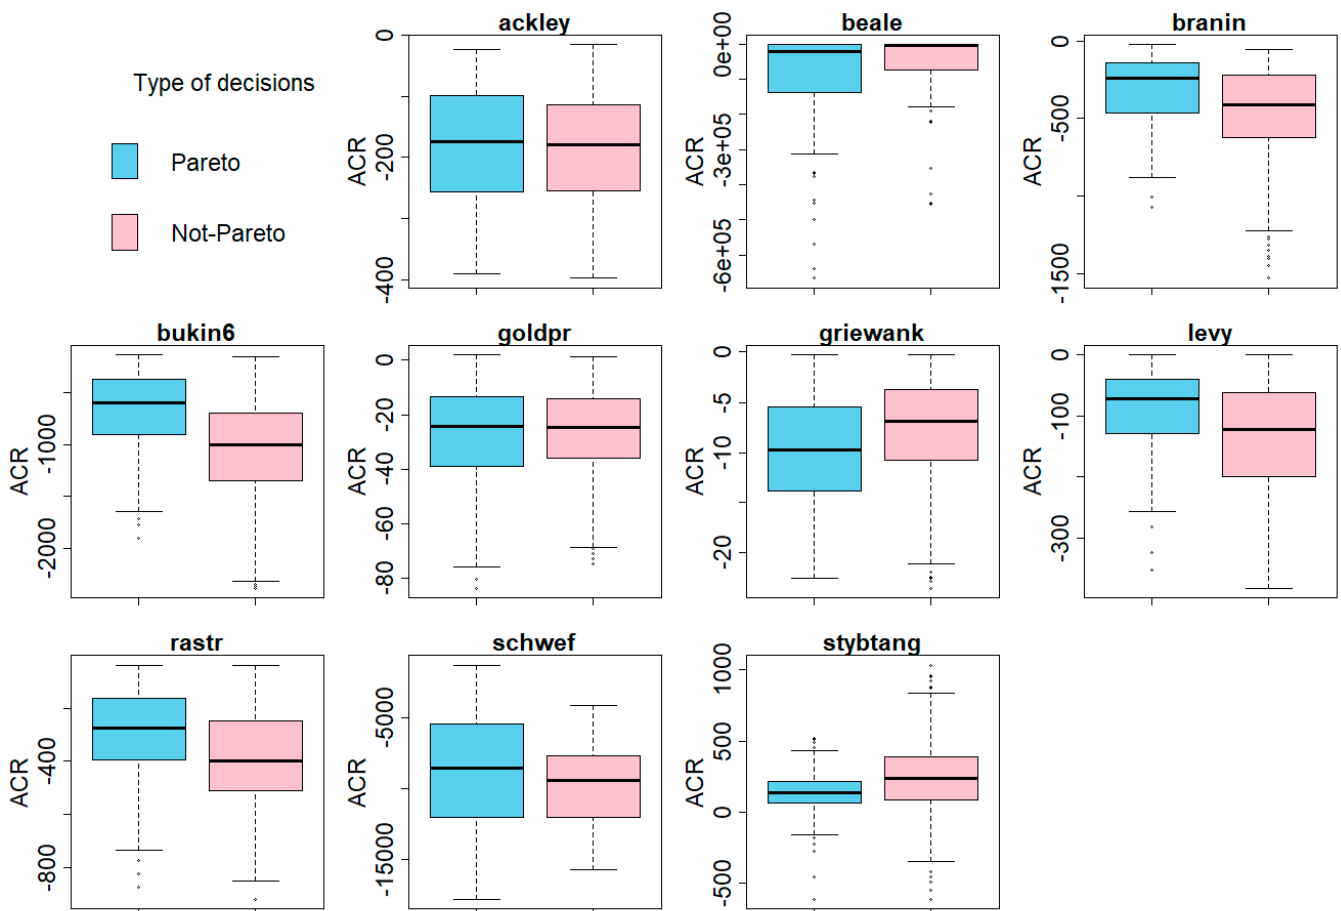 Type of decisions
Pareto
Not-Pareto
ackley
ACR
0
-200
-400
beale
ACR
0e+00
-3e+05
-6e+05
branin
ACR
0
-500
-1500
bukin6
ACR
-1000
-2000
goldpr
ACR
0
-20
-40
-60
-80
griewank
ACR
0
-5
-10
-20
levy
ACR
0
-100
-300
rastr
ACR
-400
-800
schwef
ACR
-5000
-15000
stybtang
ACR
1000
500
0
-500